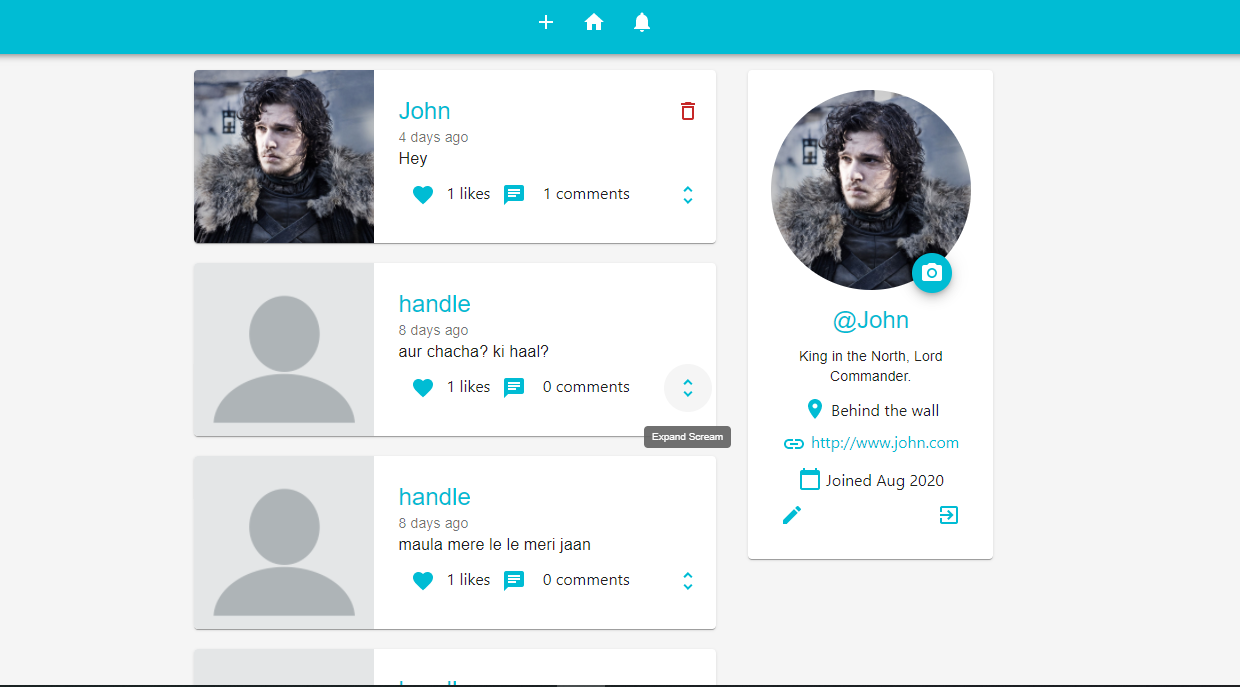 John
4 days ago
Hey
1 likes 1 comments
handle
8 days ago
aur chacha? ki haal?
1 likes 0 comments
Expand Scream
handle
8 days ago
maula mere le le meri jaan
1 likes 0 comments
@John
King in the North, Lord
Commander.
Behind the wall
http://www.john.com
Joined Aug 2020